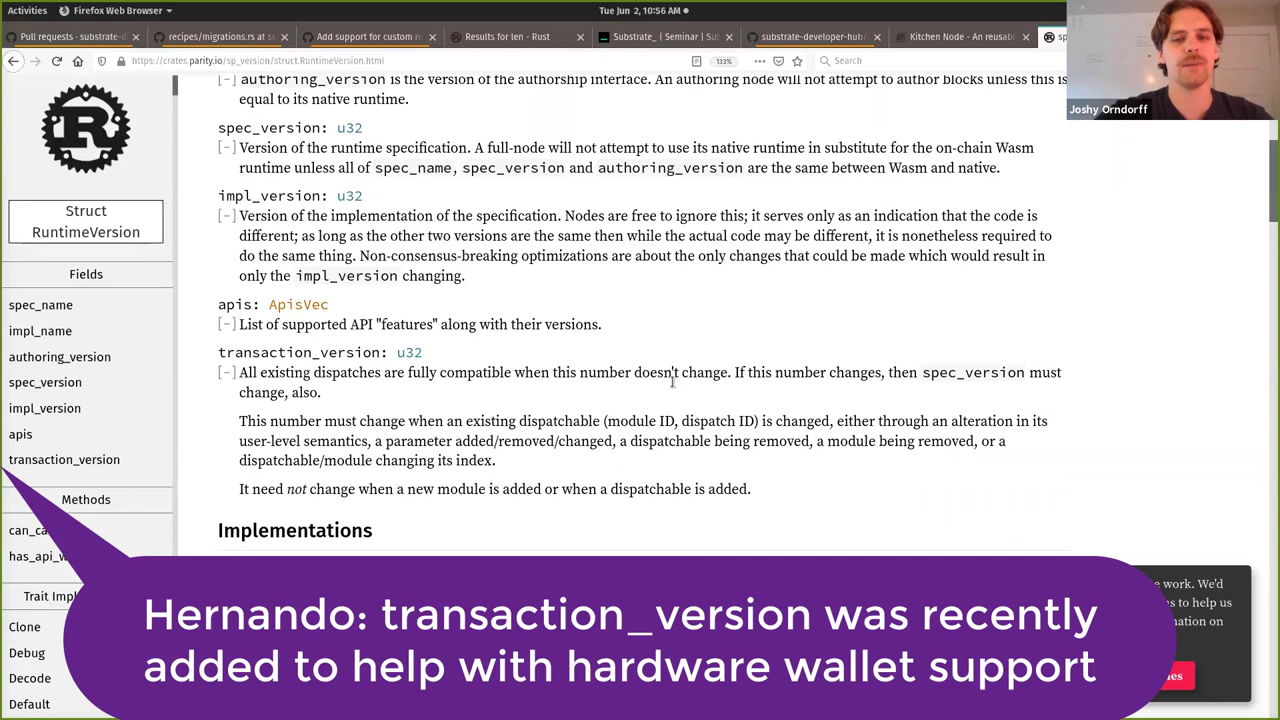 Activities
Firefox Web Browser
Tue Jun 2, 10:56 AM
Pull requests · substrate-d
recipes/migrations.rs at s
Add support for custom r
Results for len - Rust
Substrate_ | Seminar | Sub
substrate-developer-hub/
Kitchen Node - An reusab
sp
https://crates.parity.io/sp_version/struct.RuntimeVersion.html
133%
Search
Joshy Orndorff
Struct
RuntimeVersion
Fields
spec_name
impl_name
authoring_version
spec_version
impl_version
apis
transaction_version
Methods
can_ca
has_api_w
Trait Impl
Clone
Debug
Decode
Default
[-] authoring_version is the version of the authorship interface. An authoring node will not attempt to author blocks unless this is
equal to its native runtime.
spec_version: u32
[-] Version of the runtime specification. A full-node will not attempt to use its native runtime in substitute for the on-chain Wasm
runtime unless all of spec_name, spec_version and authoring_version are the same between Wasm and native.
impl_version: u32
[-] Version of the implementation of the specification. Nodes are free to ignore this; it serves only as an indication that the code is
different; as long as the other two versions are the same then while the actual code may be different, it is nonetheless required to
do the same thing. Non-consensus-breaking optimizations are about the only changes that could be made which would result in
only the impl_version changing.
apis: ApisVec
[-] List of supported API "features" along with their versions.
transaction_version: u32
[-] All existing dispatches are fully compatible when this number doesn't change. If this number changes, then spec_version must
change, also.
This number must change when an existing dispatchable (module ID, dispatch ID) is changed, either through an alteration in its
user-level semantics, a parameter added/removed/changed, a dispatchable being removed, a module being removed, or a
dispatchable/module changing its index.
It need not change when a new module is added or when a dispatchable is added.
Implementations
e work. We'd
s to help us
mation on
es
Hernando: transaction_version was recently
added to help with hardware wallet support